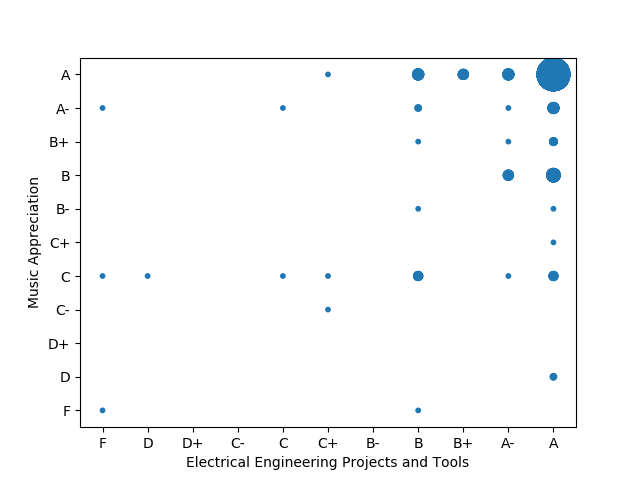 A
A-
B+
B
B-
C+
C
C-
D+
D
F
Music Appreciation
F D D+ C- C C+ B- B B+ A- A
Electrical Engineering Projects and Tools